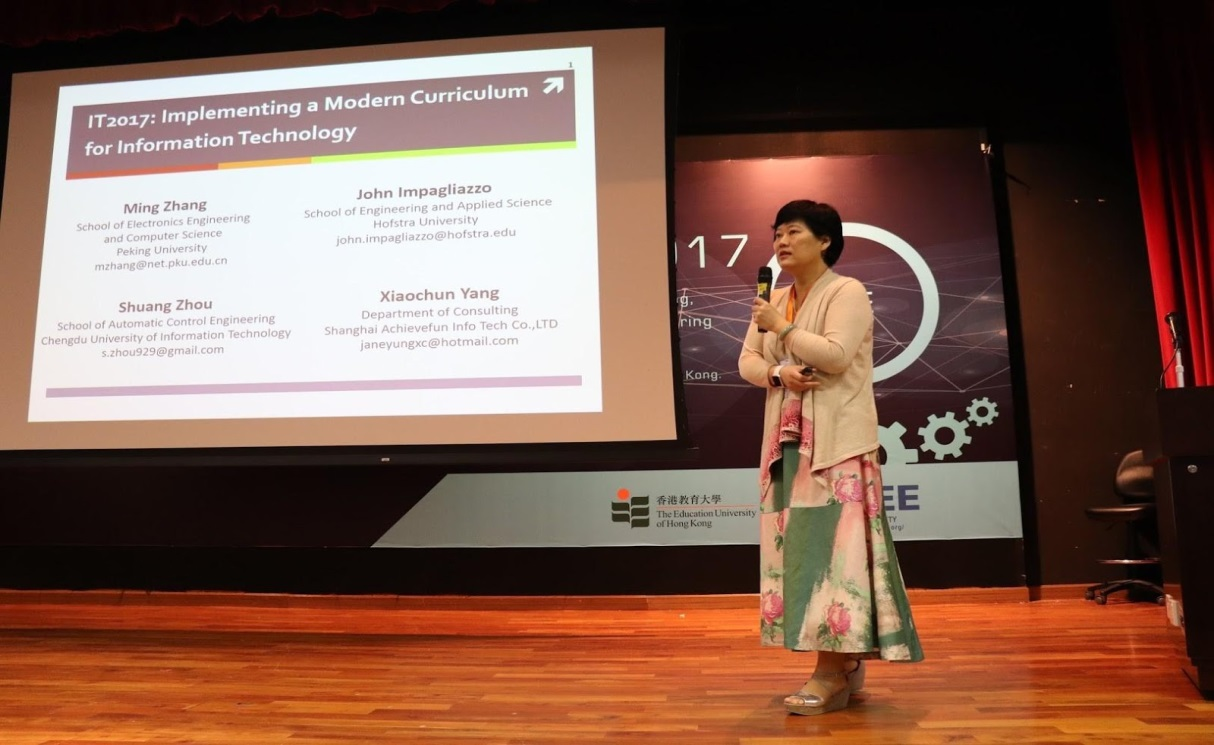 1
IT2017: Implementing a Modern Curriculum
for Information Technology
Ming Zhang
School of Electronics Engineering
and Computer Science
Peking University
mzhang@net.pku.edu.cn
John Impagliazzo
School of Engineering and Applied Science
Hofstra University
john.impagliazzo@hofstra.edu
Shuang Zhou
School of Automatic Control Engineering
Chengdu University of Information Technology
s.zhou929@gmail.com
Xiaochun Yang
Department of Consulting
Shanghai Achievefun Info Tech Co.,LTD
janeyungxc@hotmail.com
017
Kong.
香港教育大學
The Education University
of Hong Kong